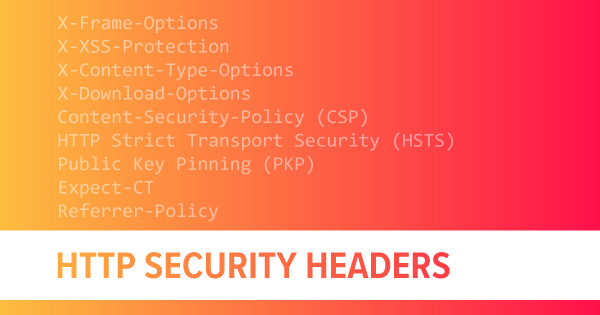 X-Frame-Options
X-XSS-Protection
X-Content-Type-Options
X-Download-Options
Content-Security-Policy (CSP)
HTTP Strict Transport Security (HSTS)
Public Key Pinning (PKP)
Expect-CT
Referrer-Policy
HTTP SECURITY HEADERS